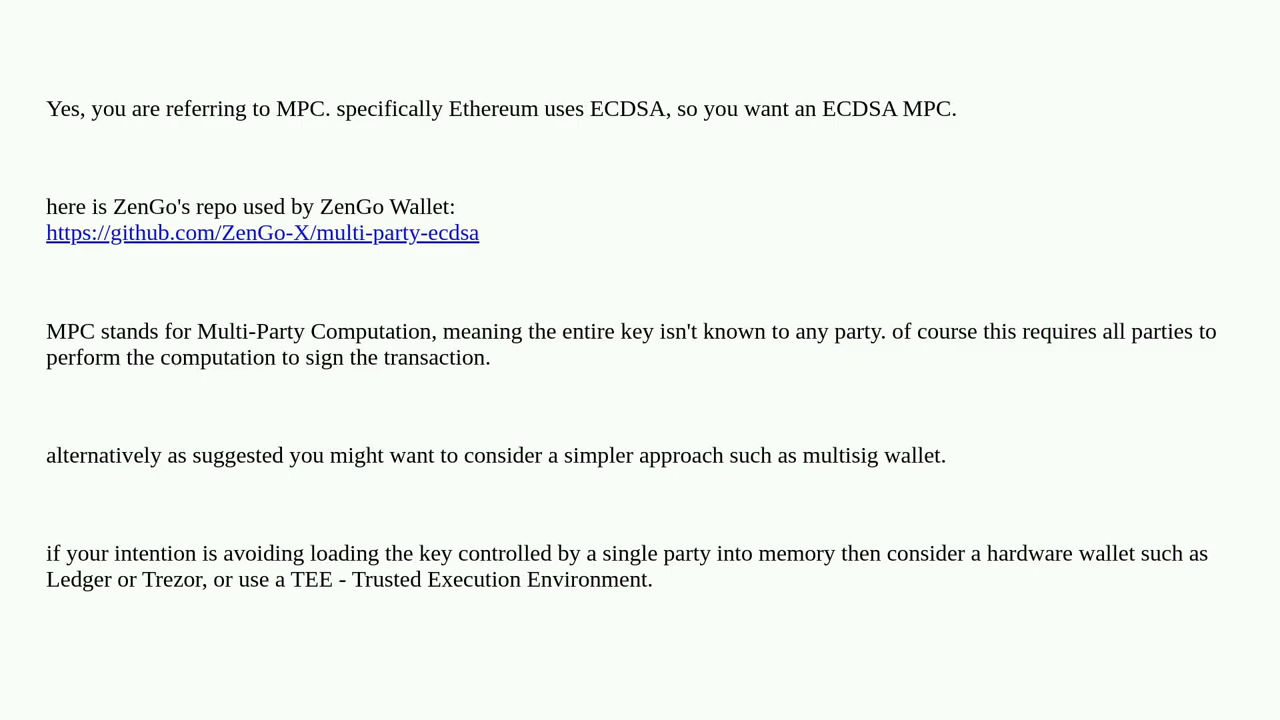 Yes, you are referring to MPC. specifically Ethereum uses ECDSA, so you want an ECDSA MPC.
here is ZenGo's repo used by ZenGo Wallet:
https://github.com/ZenGo-X/multi-party-ecdsa
MPC stands for Multi-Party Computation, meaning the entire key isn't known to any party. of course this requires all parties to
perform the computation to sign the transaction.
alternatively as suggested you might want to consider a simpler approach such as multisig wallet.
if your intention is avoiding loading the key controlled by a single party into memory then consider a hardware wallet such as
Ledger or Trezor, or use a TEE - Trusted Execution Environment.